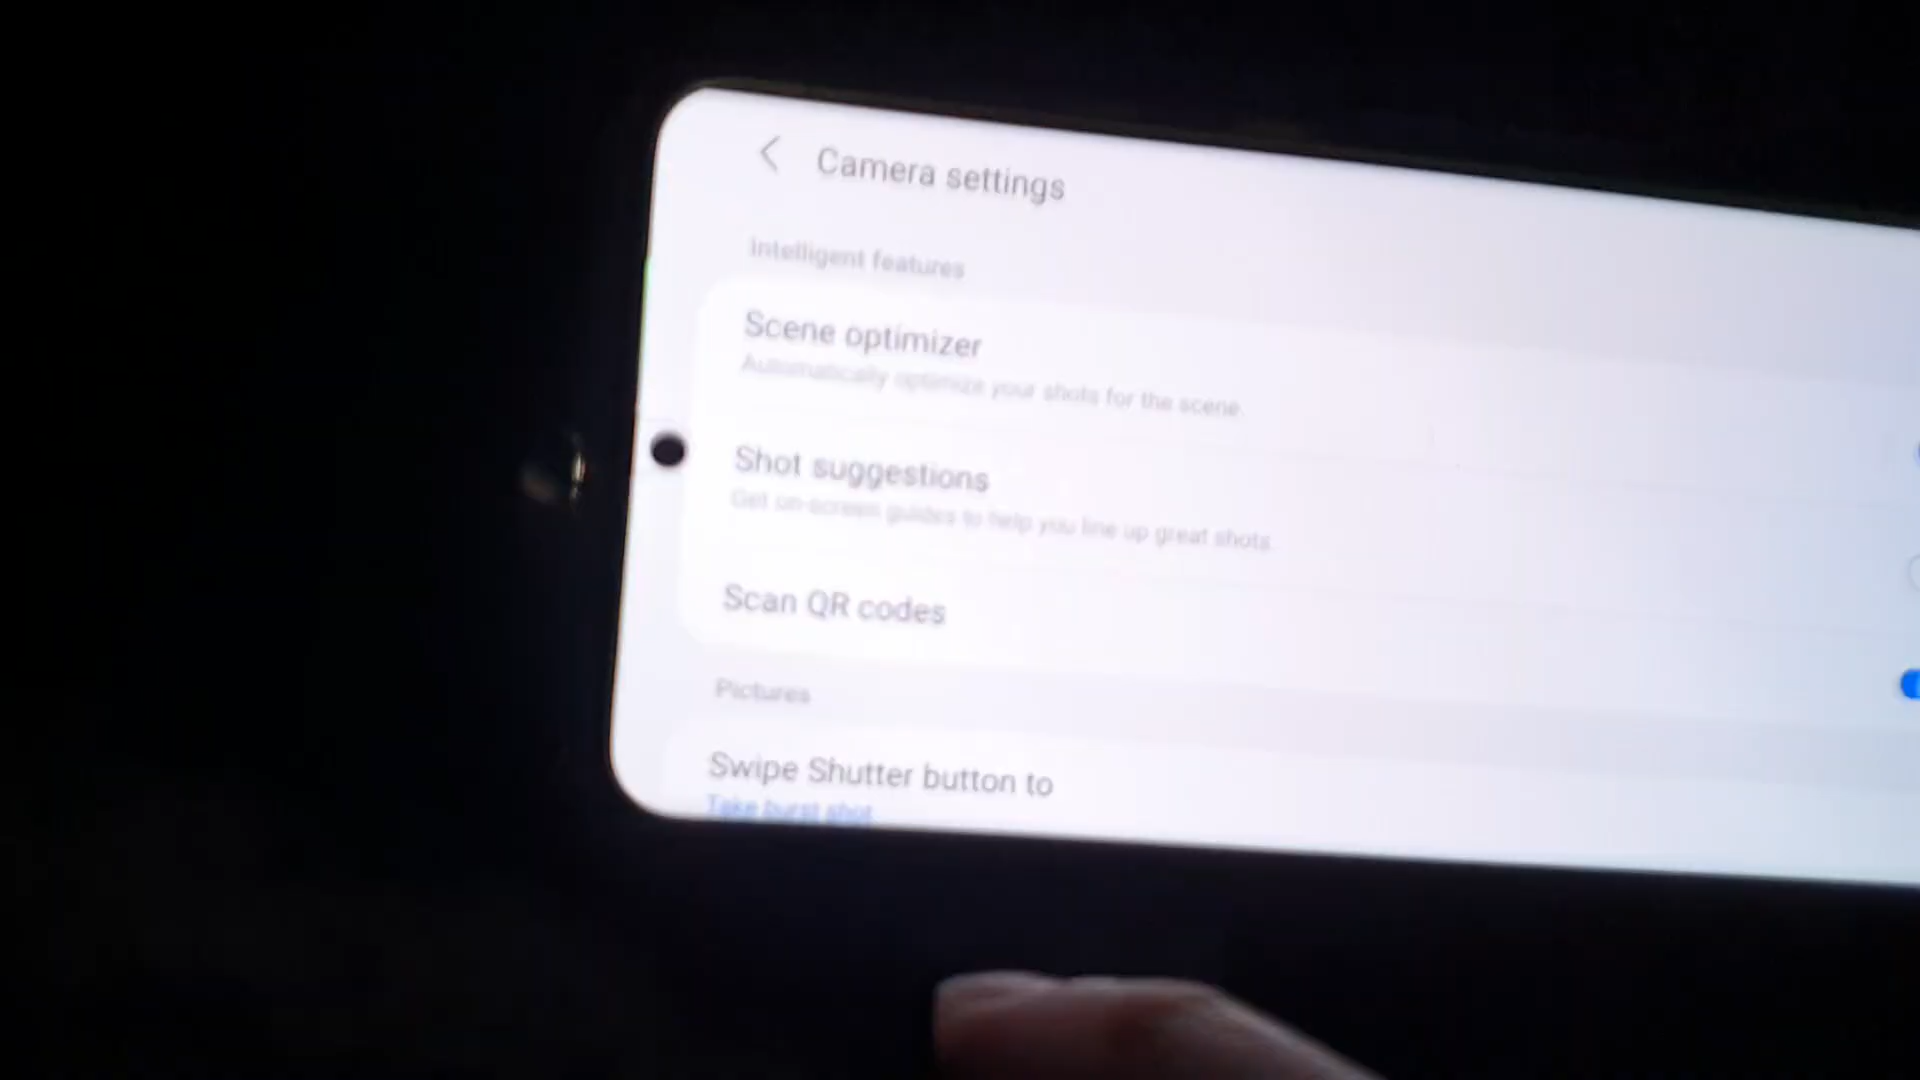 Camera settings
Intelligent features
Scene optimizer
Automatically optimize your shots for the scene.
Shot suggestions
Get on-screen guides to help you line up great shots.
Scan QR codes
Pictures
Swipe Shutter button to
Take burst shot